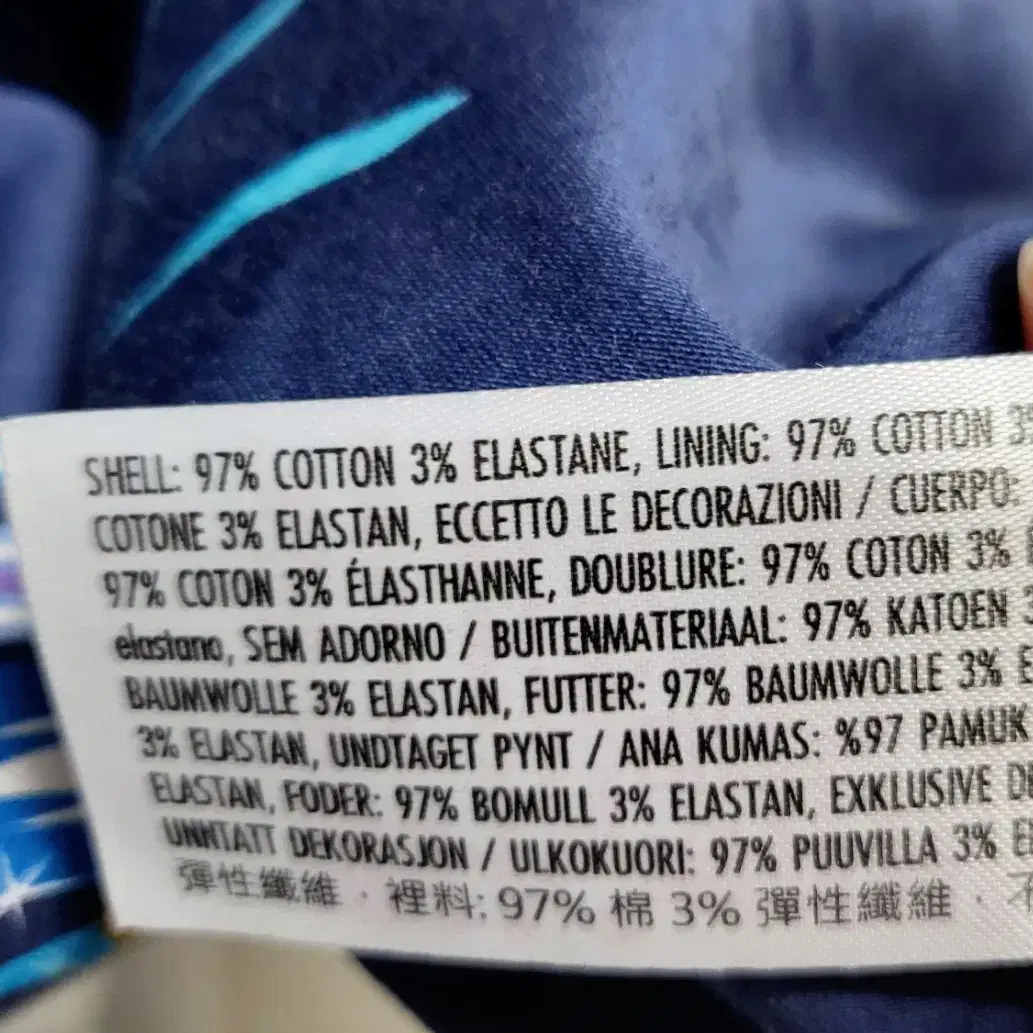 SHELL: 97% COTTON 3% ELASTANE, LINING: 97% COTTON 3%
COTONE 3% ELASTAN, ECCETTO LE DECORAZIONI / CUERPO:
97% COTON 3% ÉLASTHANNE, DOUBLURE: 97% COTON 3%
elastano, SEM ADORNO / BUITENMATERIAAL: 97% KATOEN
BAUMWOLLE 3% ELASTAN, FUTTER: 97% BAUMWOLLE 3%
3% ELASTAN, UNDTAGET PYNT / ANA KUMAS: %97 PAMUK
ELASTAN, FODER: 97% BOMULL 3% ELASTAN, EXKLUSIVE
UNNTATT DEKORASJON / ULKOKUORI: 97% PUUVILLA 3%
彈性纖維 · 裡料: 97% 棉 3% 彈性纖維 ·